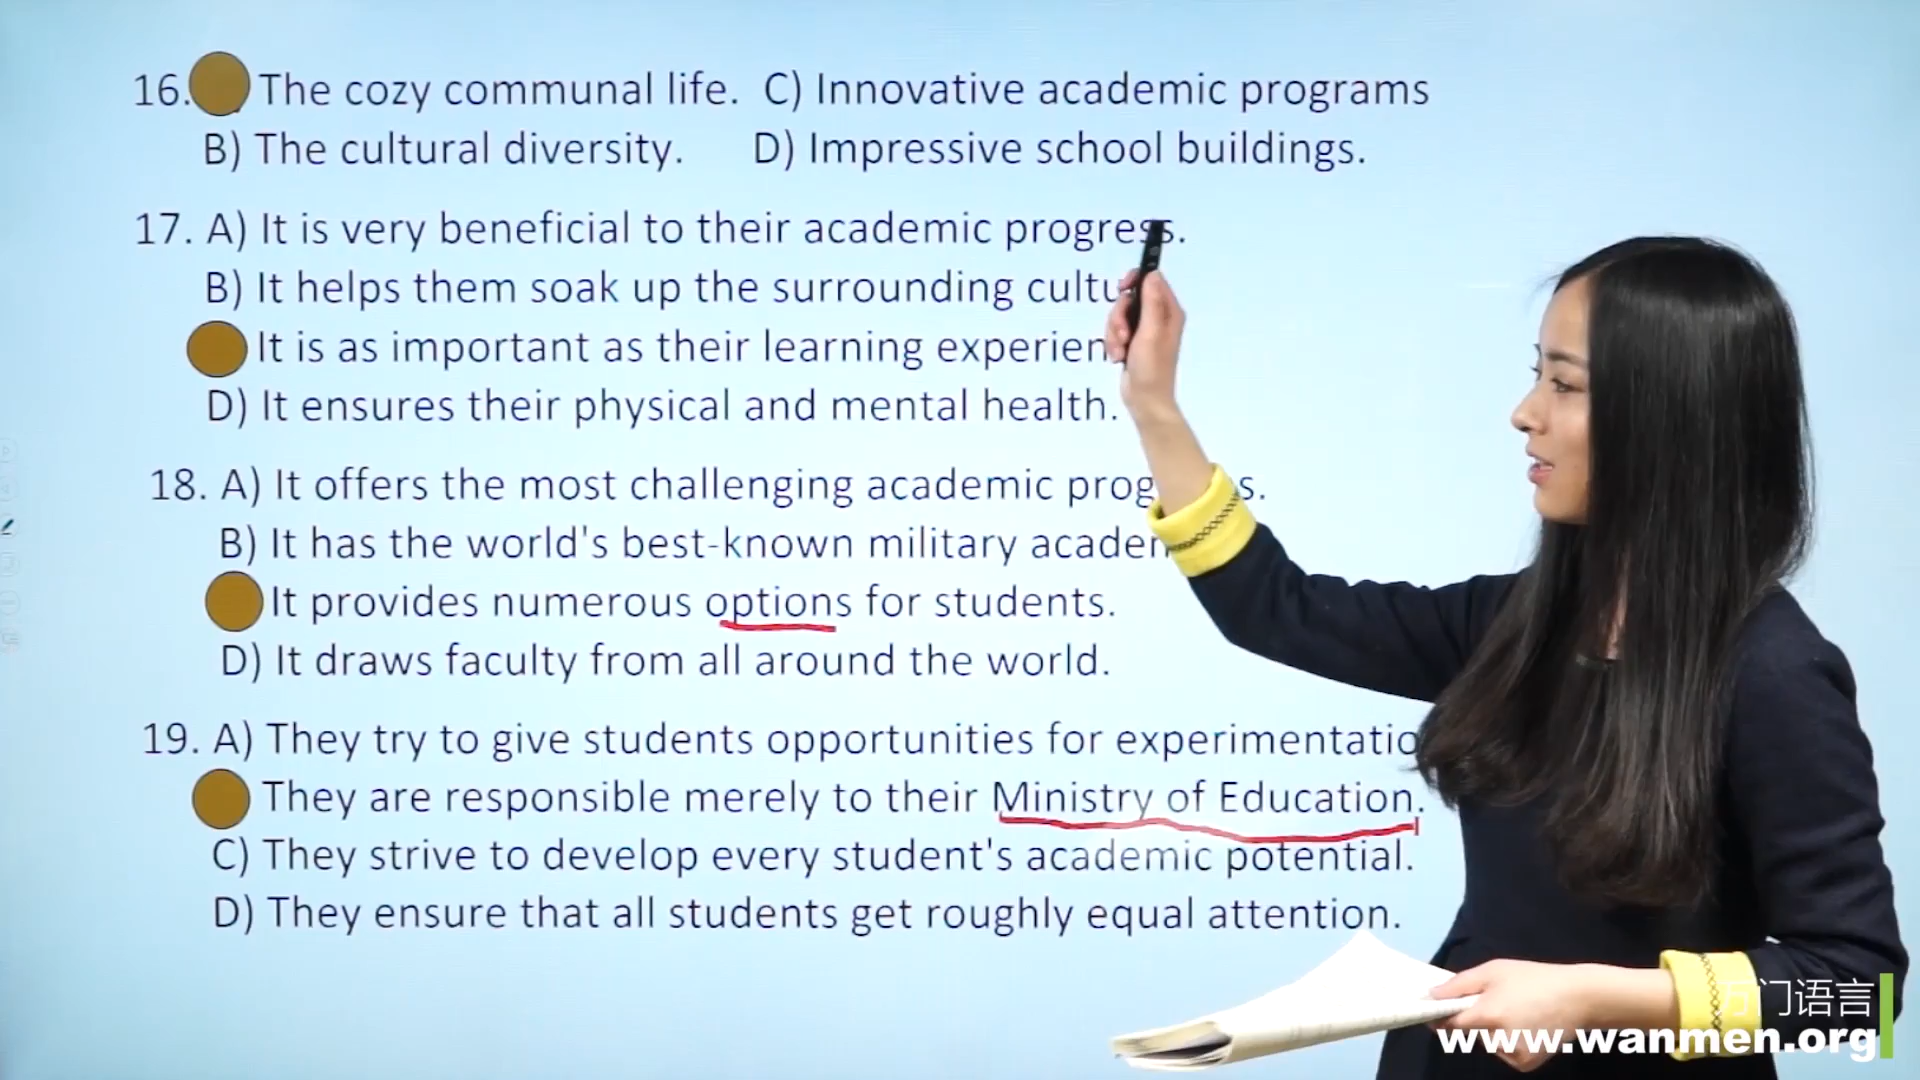 16. The cozy communal life. C) Innovative academic programs
B) The cultural diversity. D) Impressive school buildings.
17. A) It is very beneficial to their academic progress.
B) It helps them soak up the surrounding
It is as important as their learning
D) It ensures their physical and mental health.
18. A) It offers the most challenging academic
B) It has the world's best-known military
It provides numerous options for students.
D) It draws faculty from all around the world.
19. A) They try to give students opportunities for
They are responsible merely to their Ministry of Education.
C) They strive to develop every student's academic potential.
D) They ensure that all students get roughly equal attention.
万门语言
www.wanmen.org